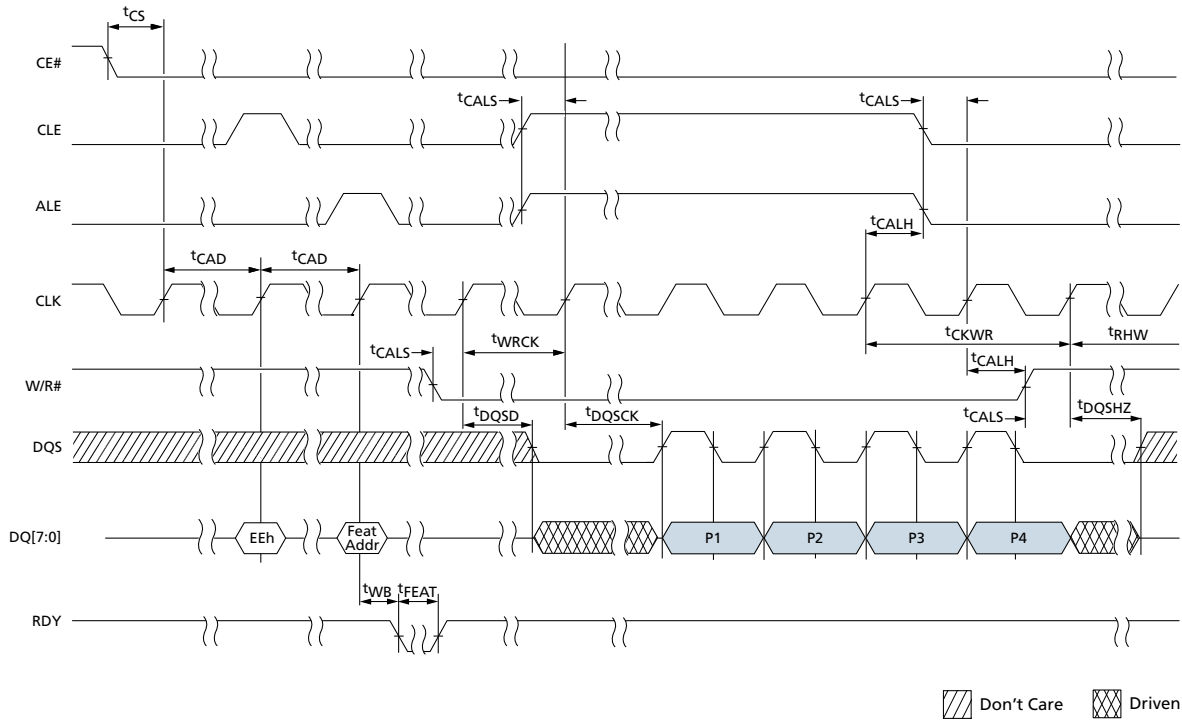 tCS
CE#
tCALS
tCALS
CLE
ALE
tCALH
tCAD
tCAD
CLK
tWRCK
tCKWR
tRHW
tCALS
tCALH
W/R#
tDQSD
tDQSCK
tCALS
tDQSHZ
DQS
DQ[7:0]
EEh
Feat
Addr
P1
P2
P3
P4
tWB
tFEAT
RDY
Don't Care
Driven